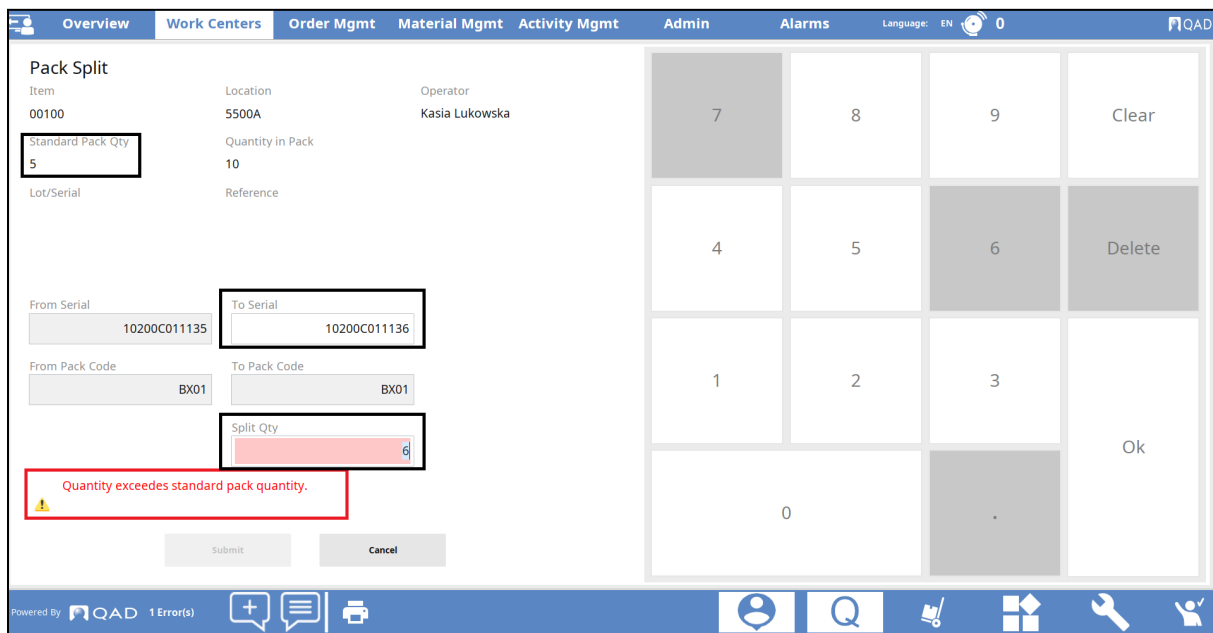 Overview Work Centers Order Mgmt Material Mgmt Activity Mgmt Admin Alarms Language: EN 0 QAD
Pack Split
Item Location Operator
00100 5500A Kasia Lukowska
Standard Pack Qty Quantity in Pack
5 10
Lot/Serial Reference
From Serial To Serial
10200C011135 10200C011136
From Pack Code To Pack Code
BX01 BX01
Split Qty
6
Quantity exceedes standard pack quantity.
Submit Cancel
7 8 9 Clear
4 5 6 Delete
1 2 3
Ok
0 .
Powered By QAD 1 Error(s) Q